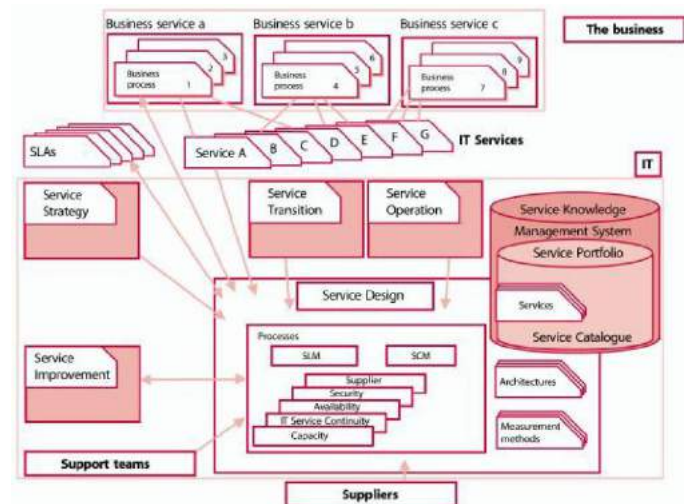 Business service a
Business service b
Business service c
The business
3
2
Business
process
1
6
5
Business
process
4
9
8
Business
process
7
SLAs
Service A
B
C
D
E
F
G
IT Services
IT
Service
Strategy
Service
Transition
Service
Operation
Service Knowledge
Management System
Service Portfolio
Services
Service Catalogue
Service Design
Processes
SLM
SCM
Supplier
Security
Availability
IT Service Continuity
Capacity
Service
Improvement
Architectures
Measurement
methods
Support teams
Suppliers